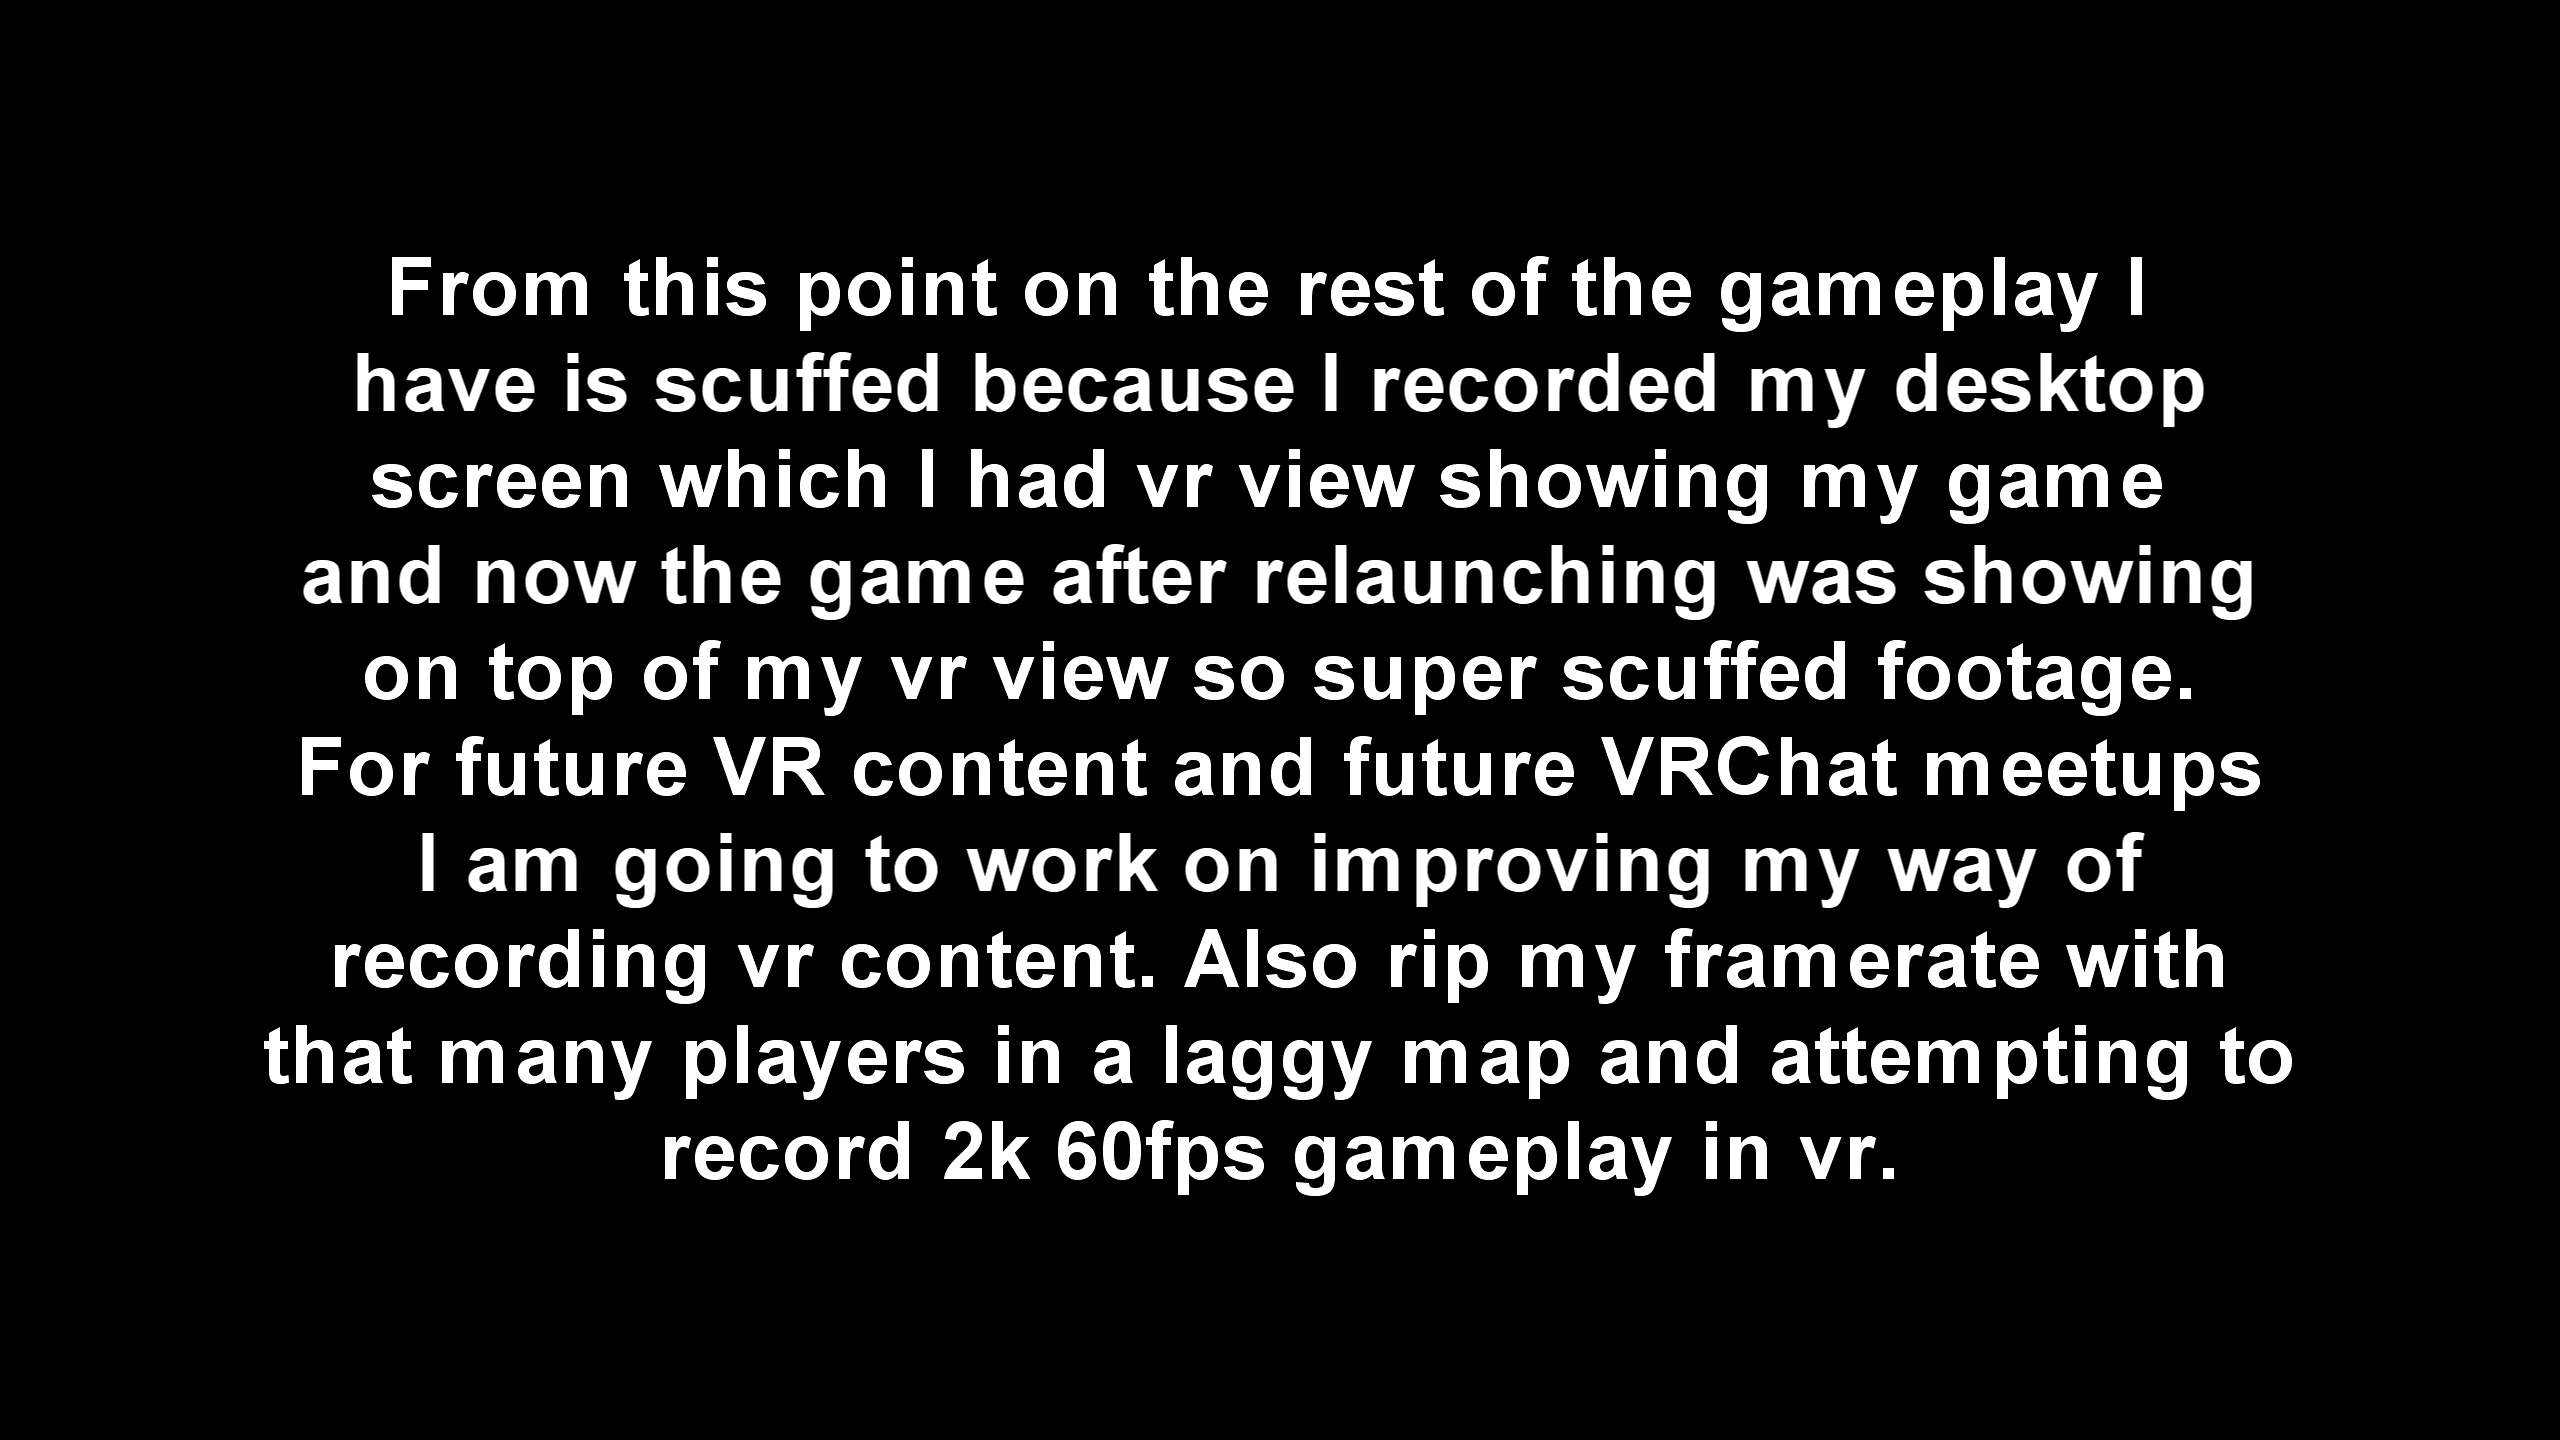 From this point on the rest of the gameplay I
have is scuffed because I recorded my desktop
screen which I had vr view showing my game
and now the game after relaunching was showing
on top of my vr view so super scuffed footage.
For future VR content and future VRChat meetups
I am going to work on improving my way of
recording vr content. Also rip my framerate with
that many players in a laggy map and attempting to
record 2k 60fps gameplay in vr.